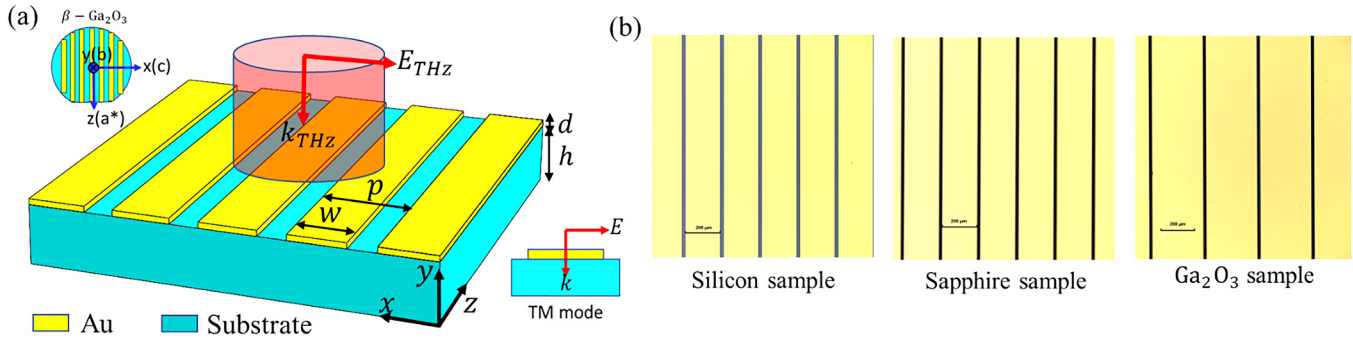 (a)
β − Ga₂O₃
y(b)
x(c)
z(a*)
E_THz
k_THz
d
h
p
w
y
x
z
E
k
TM mode
Au
Substrate
(b)
200 μm
Silicon sample
200 μm
Sapphire sample
200 μm
Ga₂O₃ sample